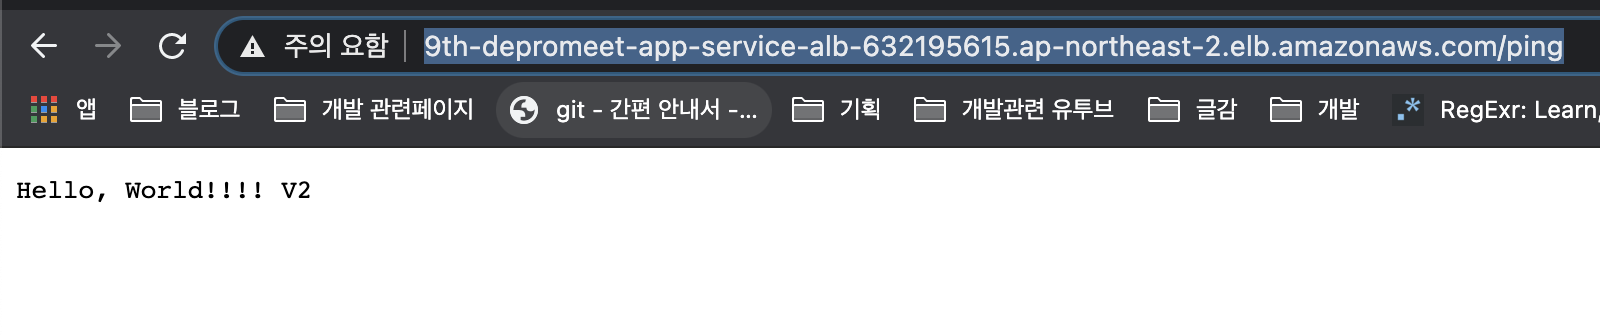 주의 요함 9th-depromeet-app-service-alb-632195615.ap-northeast-2.elb.amazonaws.com/ping
앱 블로그 개발 관련페이지 git - 간편 안내서 -... 기획 개발관련 유투브 글감 개발 RegExr: Learn,
Hello, World!!!! V2